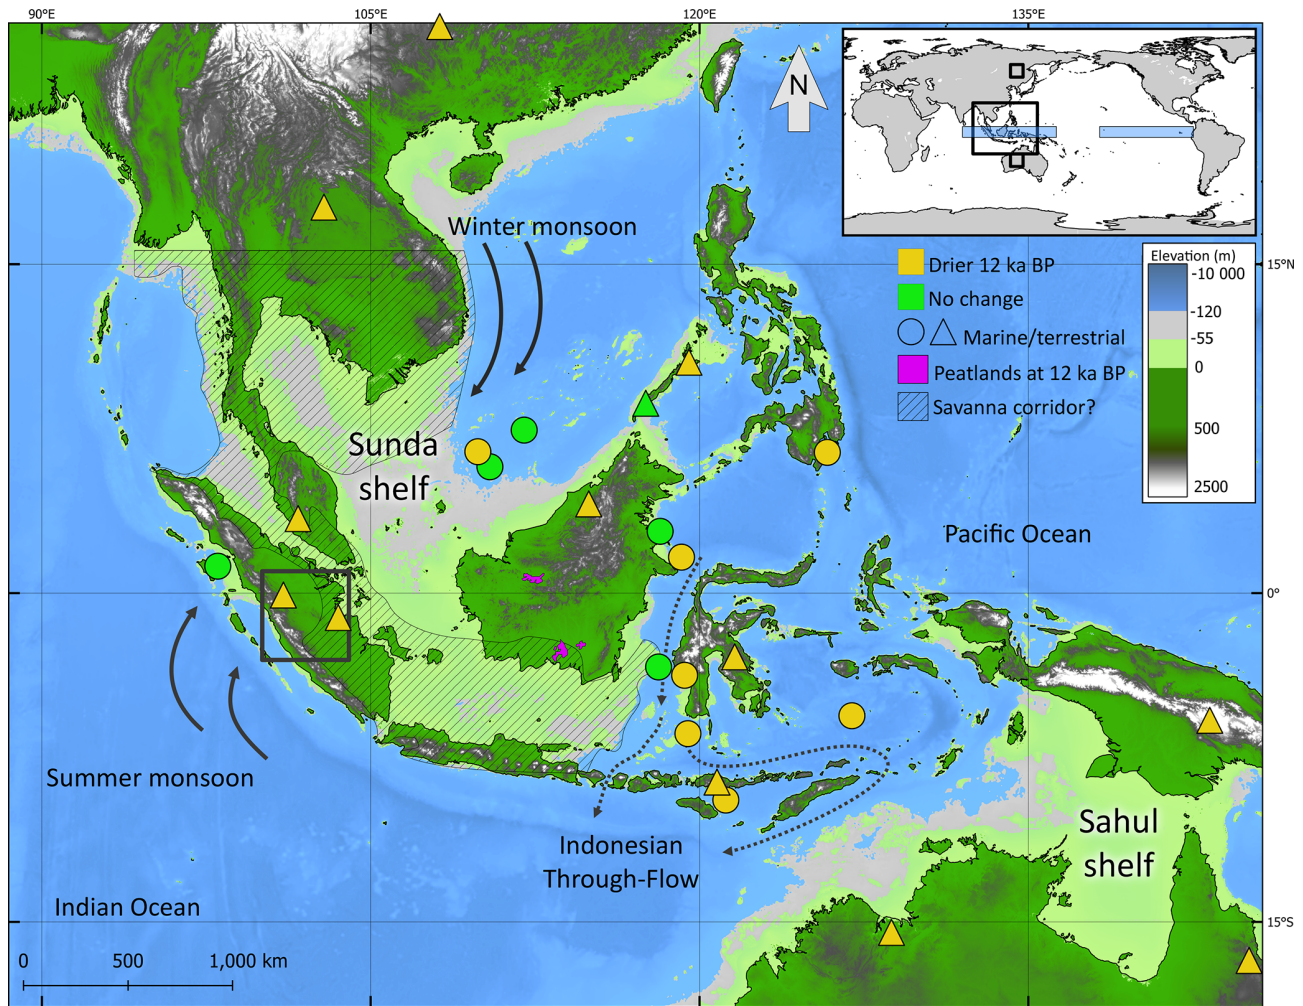 90°E
105°E
120°E
135°E
N
Winter monsoon
15°N
Drier 12 ka BP
No change
Marine/terrestrial
Peatlands at 12 ka BP
Savanna corridor?
Elevation (m)
-10 000
-120
-55
0
500
2500
Sunda
shelf
Pacific Ocean
0°
Summer monsoon
Indonesian
Through-Flow
Sahul
shelf
Indian Ocean
15°S
0
500
1,000 km